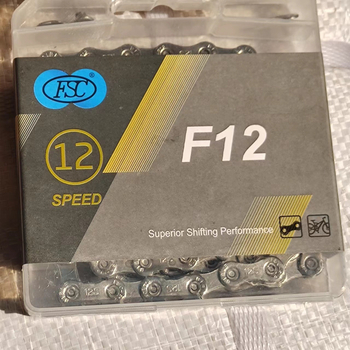 FSC
12
SPEED
F12
Superior Shifting Performance